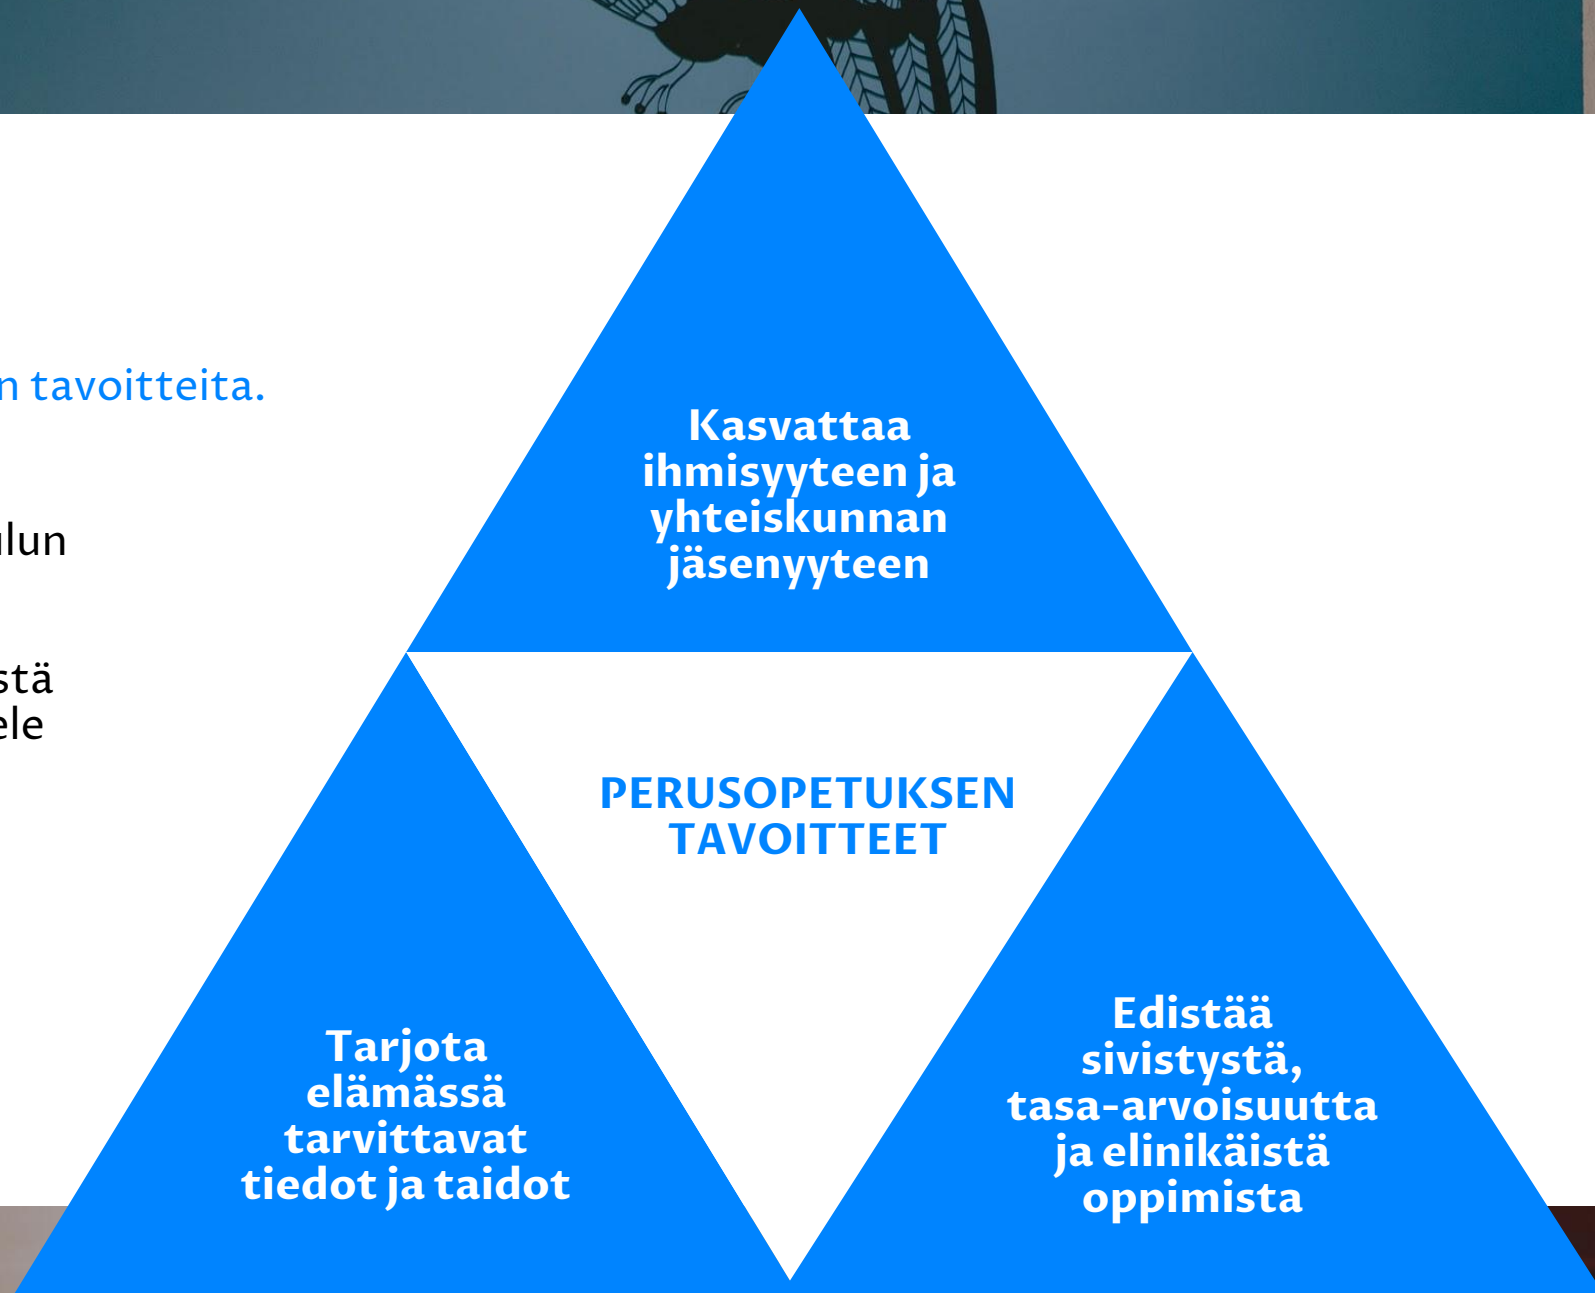 n tavoitteita.
lun
stä
ele
Kasvattaa
ihmisyyteen ja
yhteiskunnan
jäsenyyteen
PERUSOPETUKSEN
TAVOITTEET
Tarjota
elämässä
tarvittavat
tiedot ja taidot
Edistää
sivistystä,
tasa-arvoisuutta
ja elinikäistä
oppimista